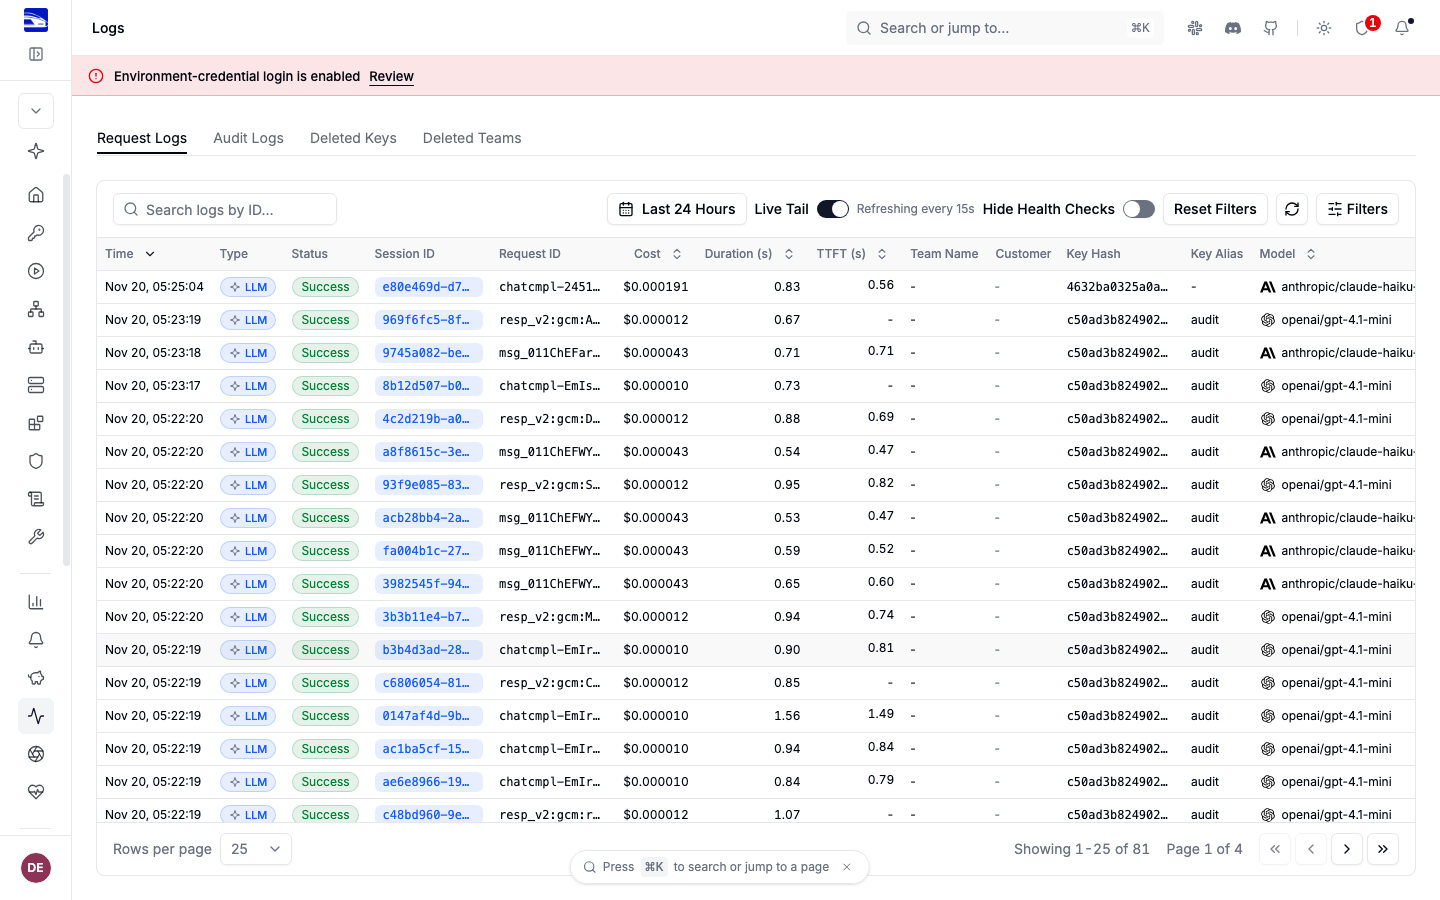 Logs
Search or jump to...
⌘K
1
Environment-credential login is enabled Review
Request Logs Audit Logs Deleted Keys Deleted Teams
Search logs by ID...
Last 24 Hours Live Tail Refreshing every 15s Hide Health Checks Reset Filters Filters
Time Type Status Session ID Request ID Cost Duration (s) TTFT (s) Team Name Customer Key Hash Key Alias Model
Nov 20, 05:25:04 LLM Success e80e469d-d7… chatcmpl-2451… $0.000191 0.83 0.56 - - 4632ba0325a0a… - anthropic/claude-haiku-
Nov 20, 05:23:19 LLM Success 969f6fc5-8f… resp_v2:gcm:A… $0.000012 0.67 - - - c50ad3b824902… audit openai/gpt-4.1-mini
Nov 20, 05:23:18 LLM Success 9745a082-be… msg_011ChEFar… $0.000043 0.71 0.71 - - c50ad3b824902… audit anthropic/claude-haiku-
Nov 20, 05:23:17 LLM Success 8b12d507-b0… chatcmpl-EmIs… $0.000010 0.73 - - - c50ad3b824902… audit openai/gpt-4.1-mini
Nov 20, 05:22:20 LLM Success 4c2d219b-a0… resp_v2:gcm:D… $0.000012 0.88 0.69 - - c50ad3b824902… audit openai/gpt-4.1-mini
Nov 20, 05:22:20 LLM Success a8f8615c-3e… msg_011ChEFWY… $0.000043 0.54 0.47 - - c50ad3b824902… audit anthropic/claude-haiku-
Nov 20, 05:22:20 LLM Success 93f9e085-83… resp_v2:gcm:S… $0.000012 0.95 0.82 - - c50ad3b824902… audit openai/gpt-4.1-mini
Nov 20, 05:22:20 LLM Success acb28bb4-2a… msg_011ChEFWY… $0.000043 0.53 0.47 - - c50ad3b824902… audit anthropic/claude-haiku-
Nov 20, 05:22:20 LLM Success fa004b1c-27… msg_011ChEFWY… $0.000043 0.59 0.52 - - c50ad3b824902… audit anthropic/claude-haiku-
Nov 20, 05:22:20 LLM Success 3982545f-94… msg_011ChEFWY… $0.000043 0.65 0.60 - - c50ad3b824902… audit anthropic/claude-haiku-
Nov 20, 05:22:20 LLM Success 3b3b11e4-b7… resp_v2:gcm:M… $0.000012 0.94 0.74 - - c50ad3b824902… audit openai/gpt-4.1-mini
Nov 20, 05:22:19 LLM Success b3b4d3ad-28… chatcmpl-EmIr… $0.000010 0.90 0.81 - - c50ad3b824902… audit openai/gpt-4.1-mini
Nov 20, 05:22:19 LLM Success c6806054-81… resp_v2:gcm:C… $0.000012 0.85 - - - c50ad3b824902… audit openai/gpt-4.1-mini
Nov 20, 05:22:19 LLM Success 0147af4d-9b… chatcmpl-EmIr… $0.000010 1.56 1.49 - - c50ad3b824902… audit openai/gpt-4.1-mini
Nov 20, 05:22:19 LLM Success ac1ba5cf-15… chatcmpl-EmIr… $0.000010 0.94 0.84 - - c50ad3b824902… audit openai/gpt-4.1-mini
Nov 20, 05:22:19 LLM Success ae6e8966-19… chatcmpl-EmIr… $0.000010 0.84 0.79 - - c50ad3b824902… audit openai/gpt-4.1-mini
Nov 20, 05:22:19 LLM Success c48bd960-9e… resp_v2:gcm:r… $0.000012 1.07 - - - c50ad3b824902… audit openai/gpt-4.1-mini
Rows per page 25 Showing 1-25 of 81 Page 1 of 4
Press ⌘K to search or jump to a page
DE